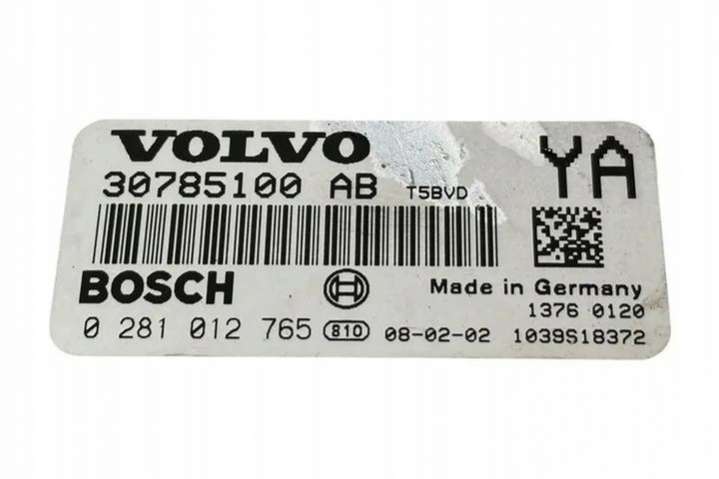 VOLVO YA
30785100 AB T5BVD
BOSCH Made in Germany
1376 0120
0 281 012 765 810 08-02-02 1039S18372